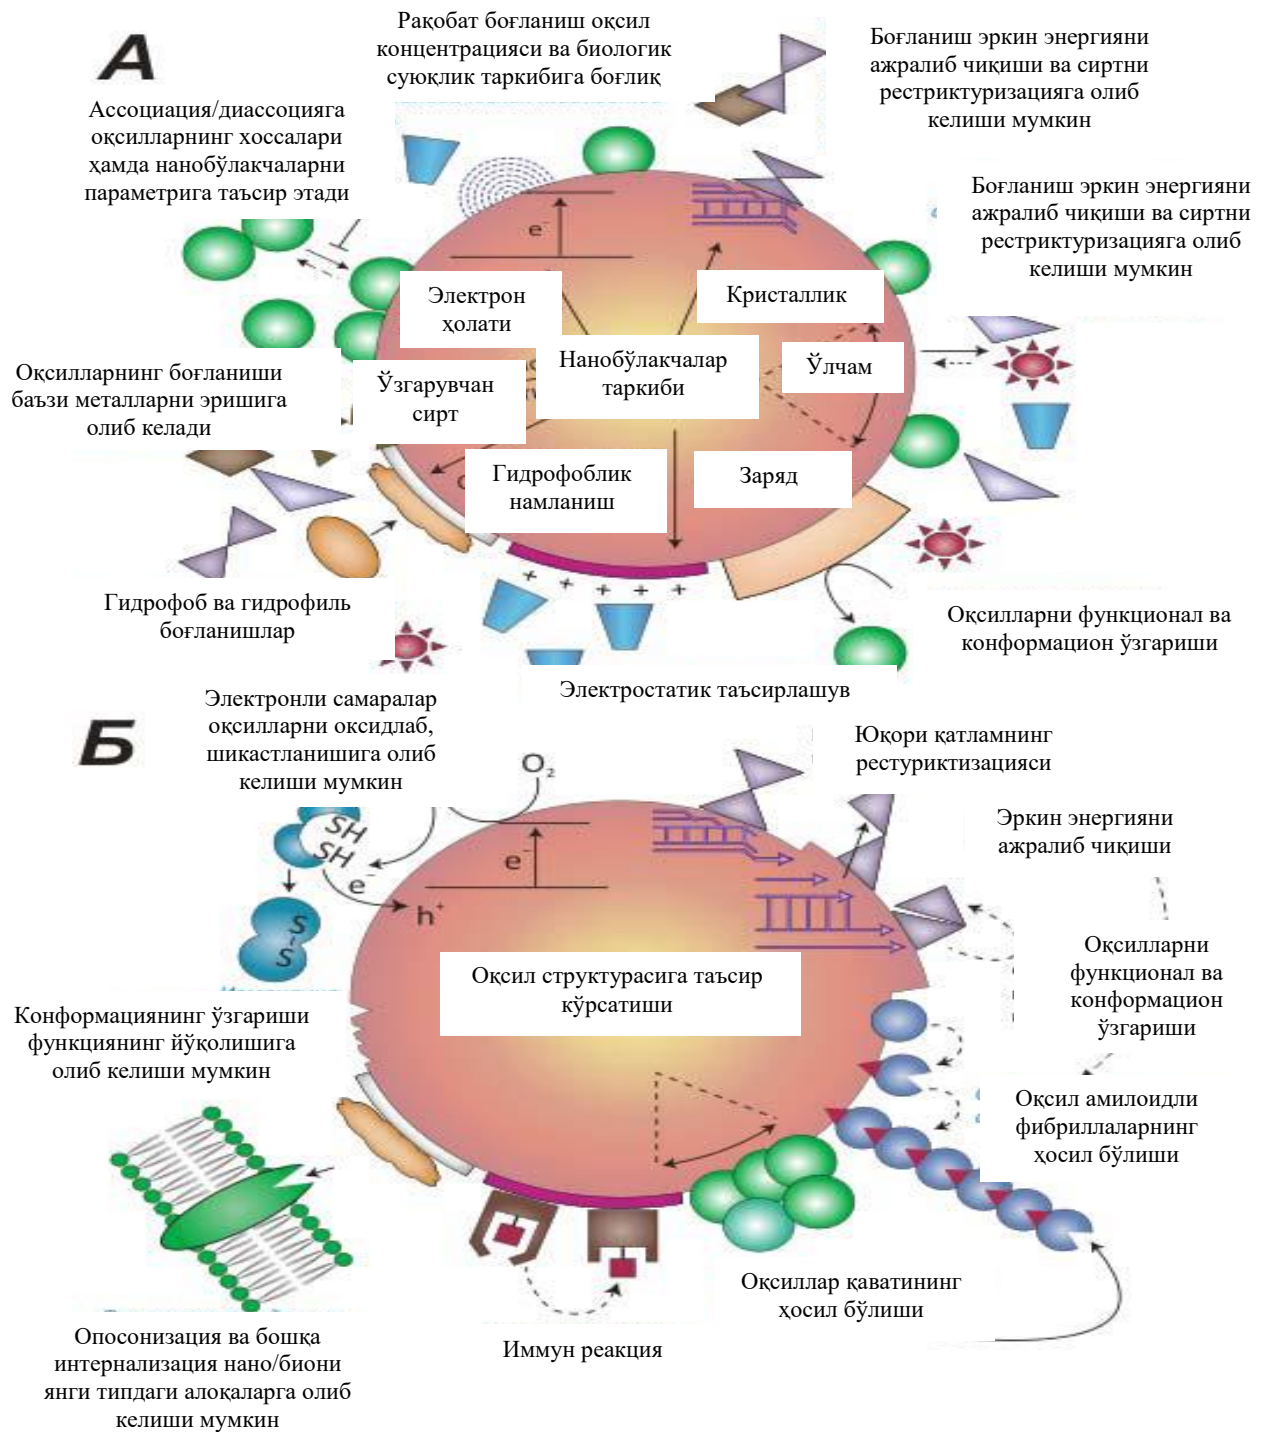 А
Рақобат боғланиш оқсил
концентрацияси ва биологик
суюқлик таркибига боғлиқ
Боғланиш эркин энергияни
ажралиб чиқиши ва сиртни
рестриктуризацияга олиб
келиши мумкин
Ассоциация/диассоцияга
оқсилларнинг хоссалари
ҳамда нанобўлакчаларни
параметрига таъсир этади
Боғланиш эркин энергияни
ажралиб чиқиши ва сиртни
рестриктуризацияга олиб
келиши мумкин
e⁻
Электрон
ҳолати
Кристаллик
Нанобўлакчалар
таркиби
Ўлчам
Оқсилларнинг боғланиши
баъзи металларни эришига
олиб келади
Ўзгарувчан
сирт
Гидрофоблик
намланиш
Заряд
+ + + + +
Гидрофоб ва гидрофиль
боғланишлар
Оқсилларни функционал ва
конформацион ўзгариши
Электростатик таъсирлашув
Б
Электронли самаралар
оқсилларни оксидлаб,
шикастланишига олиб
келиши мумкин
Юқори қатламнинг
рестуриктизацияси
O₂
SH
SH
e⁻
e⁻
h⁺
S
S
Эркин энергияни
ажралиб чиқиши
Оқсилларни
функционал ва
конформацион
ўзгариши
Оқсил структурасига таъсир
кўрсатиши
Конформациянинг ўзгариши
функциянинг йўқолишига
олиб келиши мумкин
Оқсил амилоидли
фибриллаларнинг
ҳосил бўлиши
Оқсиллар қаватининг
ҳосил бўлиши
Иммун реакция
Опосонизация ва бошқа
интернализация нано/биони
янги типдаги алоқаларга олиб
келиши мумкин